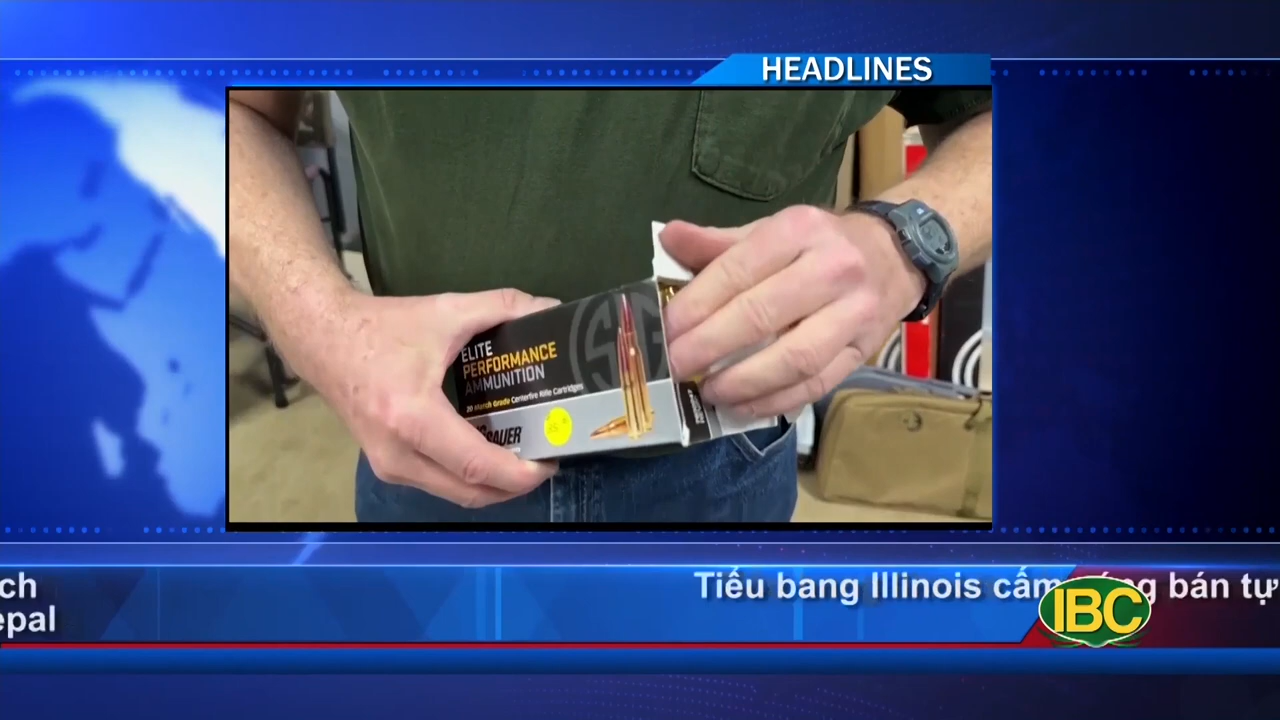 HEADLINES
SIG
ELITE
PERFORMANCE
AMMUNITION
20 Match Grade Centerfire Rifle Cartridges
SAUER
ch
epal
Tiểu bang Illinois cấm bán tự
IBC